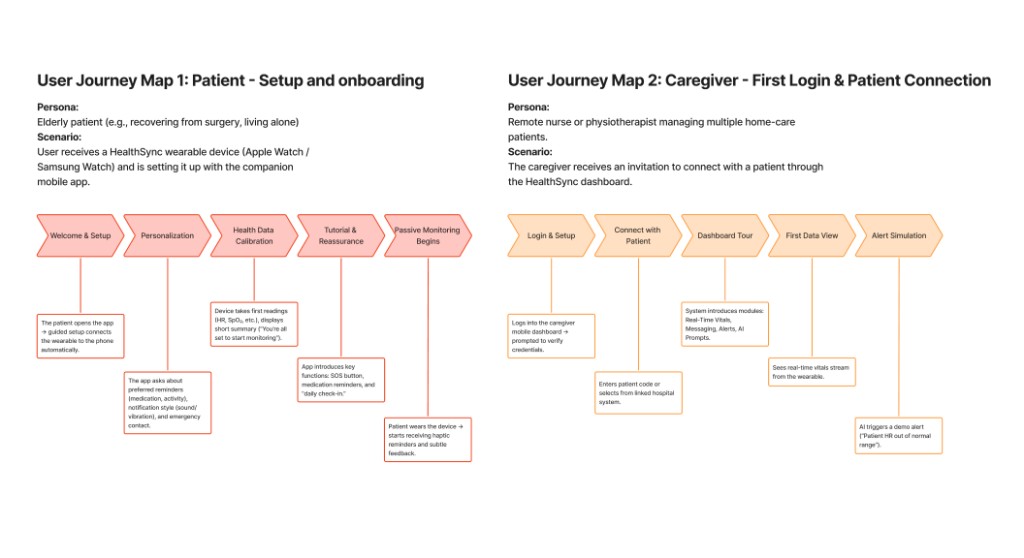 User Journey Map 1: Patient - Setup and onboarding
Persona:
Elderly patient (e.g., recovering from surgery, living alone)
Scenario:
User receives a HealthSync wearable device (Apple Watch /
Samsung Watch) and is setting it up with the companion
mobile app.
Welcome & Setup
Personalization
Health Data
Calibration
Tutorial &
Reassurance
Passive Monitoring
Begins
The patient opens the app
→ guided setup connects
the wearable to the phone
automatically.
The app asks about
preferred reminders
(medication, activity),
notification style (sound/
vibration), and emergency
contact.
Device takes first readings
(HR, SpO₂, etc.), displays
short summary ("You're all
set to start monitoring").
App introduces key
functions: SOS button,
medication reminders, and
"daily check-in."
Patient wears the device →
starts receiving haptic
reminders and subtle
feedback.
User Journey Map 2: Caregiver - First Login & Patient Connection
Persona:
Remote nurse or physiotherapist managing multiple home-care
patients.
Scenario:
The caregiver receives an invitation to connect with a patient through
the HealthSync dashboard.
Login & Setup
Connect with
Patient
Dashboard Tour
First Data View
Alert Simulation
Logs into the caregiver
mobile dashboard →
prompted to verify
credentials.
Enters patient code or
selects from linked hospital
system.
System introduces modules:
Real-Time Vitals,
Messaging, Alerts, AI
Prompts.
Sees real-time vitals stream
from the wearable.
AI triggers a demo alert
("Patient HR out of normal
range").